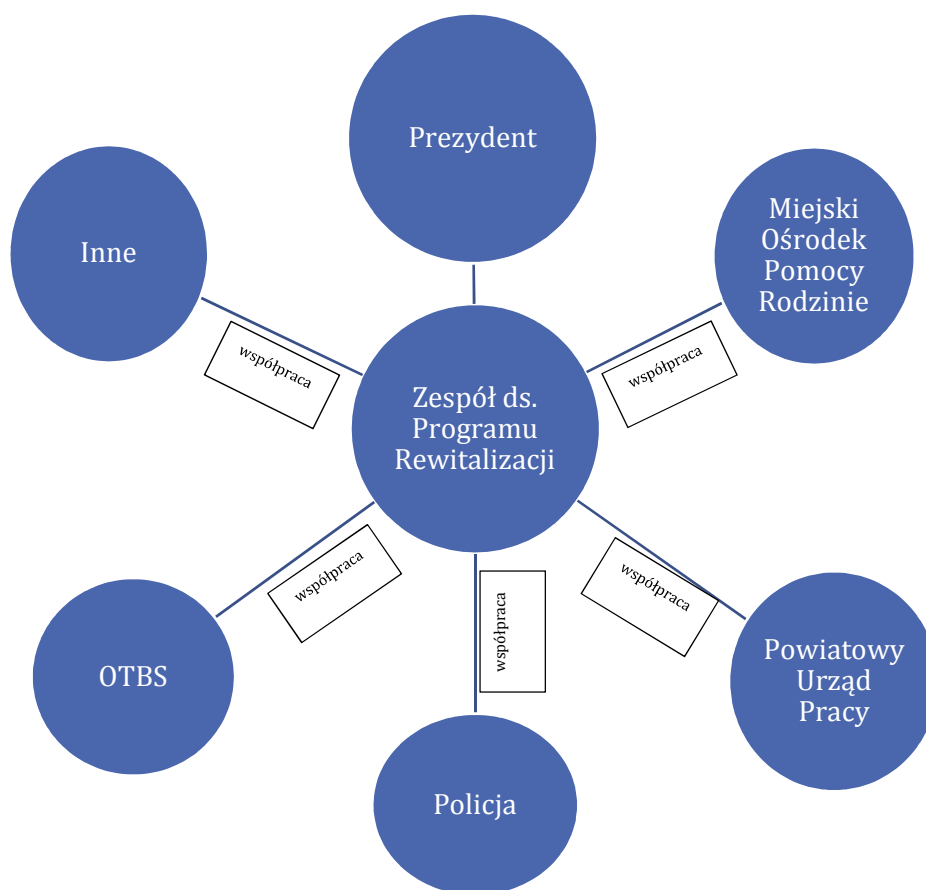 Prezydent
Inne
Miejski
Ośrodek
Pomocy
Rodzinie
współpraca
współpraca
Zespół ds.
Programu
Rewitalizacji
współpraca
współpraca
współpraca
OTBS
Powiatowy
Urząd
Pracy
Policja